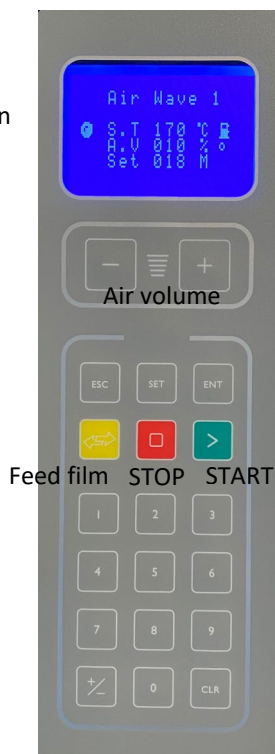 Air Wave 1
n
S.T 170 ℃
A.V 010 % °
Set 018 M
− +
Air volume
ESC SET ENT
Feed film STOP START
1 2 3
4 5 6
7 8 9
+/− 0 CLR